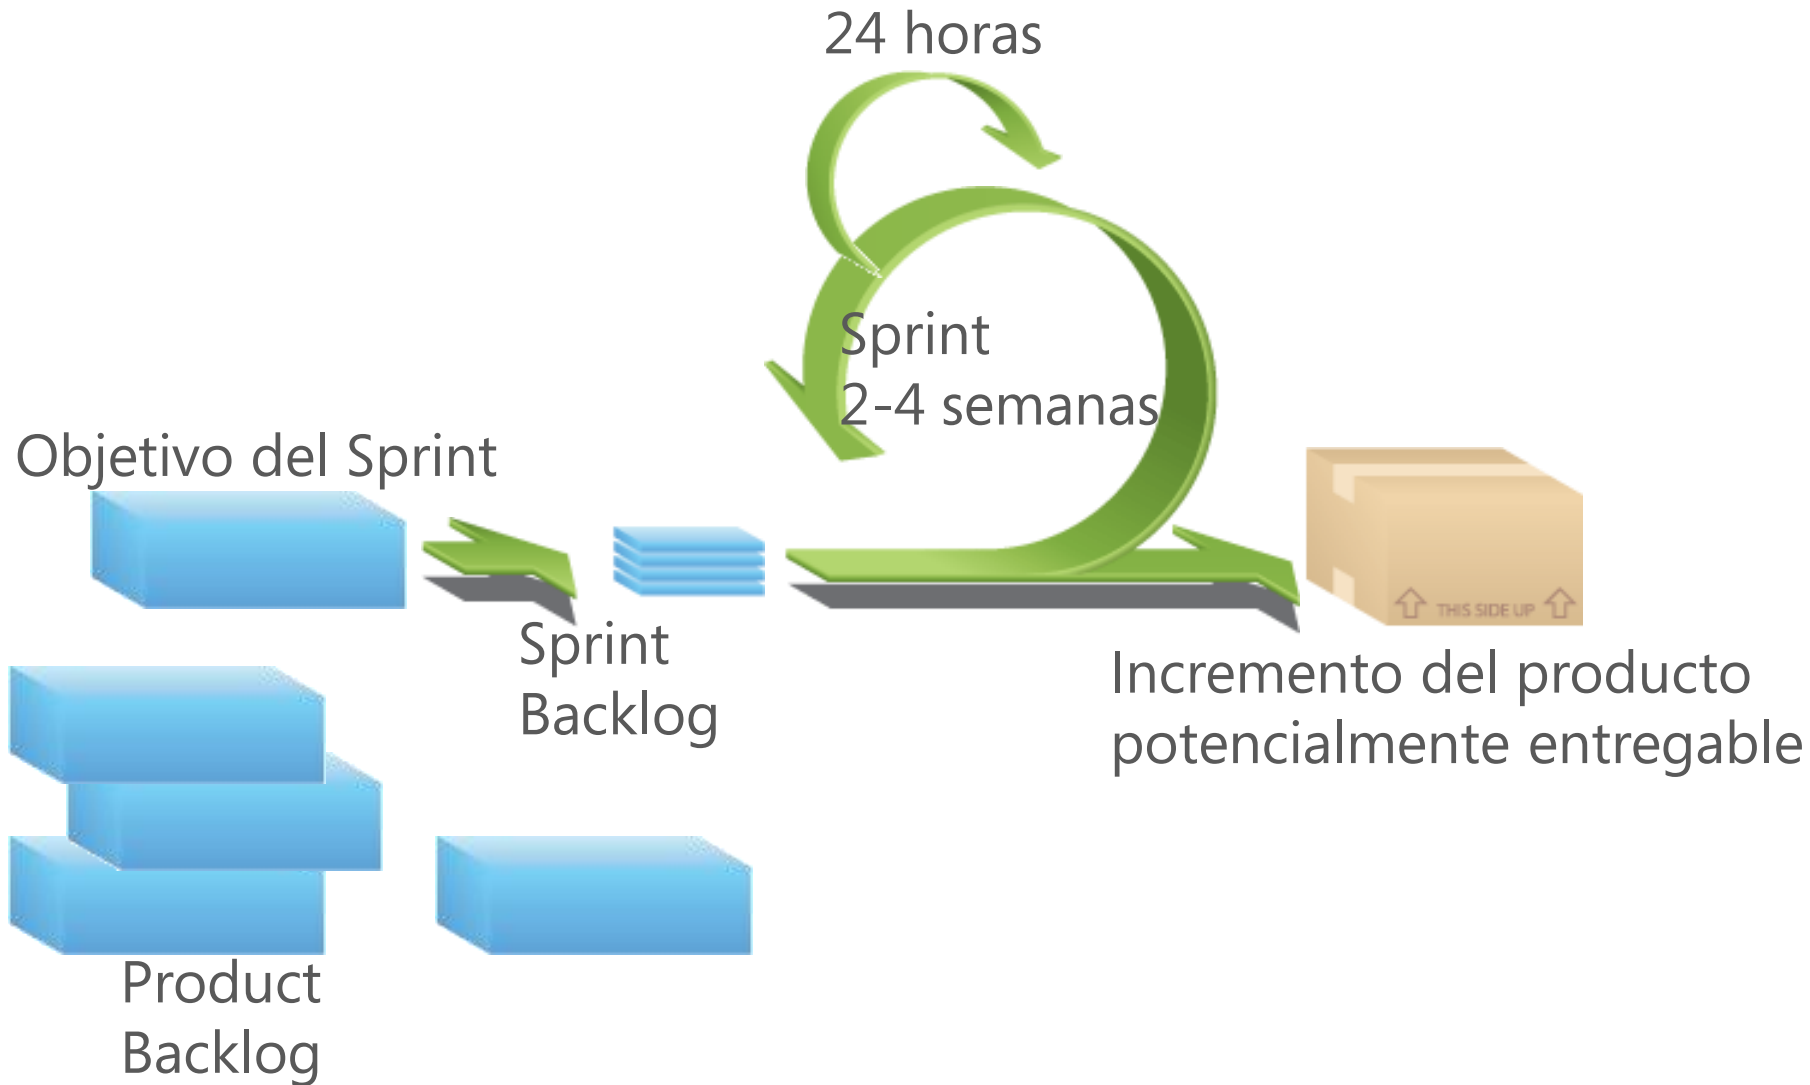 24 horas
Sprint
2-4 semanas
Objetivo del Sprint
THIS SIDE UP
Sprint
Backlog
Incremento del producto
potencialmente entregable
Product
Backlog